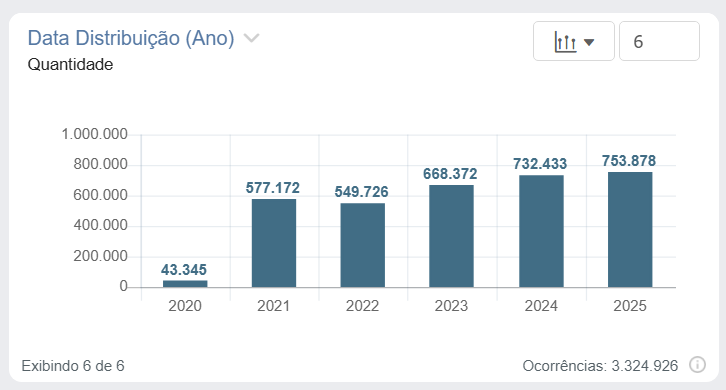 Data Distribuição (Ano)
6
Quantidade
1.000.000
800.000
600.000
400.000
200.000
0
43.345
577.172
549.726
668.372
732.433
753.878
2020 2021 2022 2023 2024 2025
Exibindo 6 de 6
Ocorrências: 3.324.926